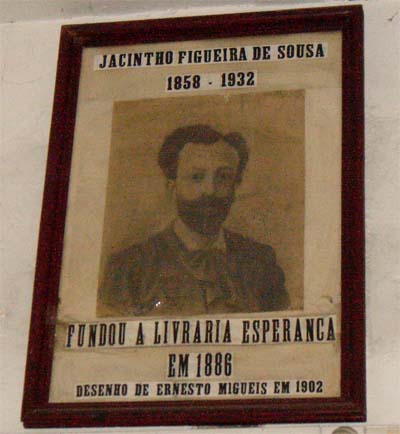 JACINTHO FIGUEIRA DE SOUSA
1858 - 1932
FUNDOU A LIVRARIA ESPERANCA
EM 1886
DESENHO DE ERNESTO MIGUEIS EM 1902